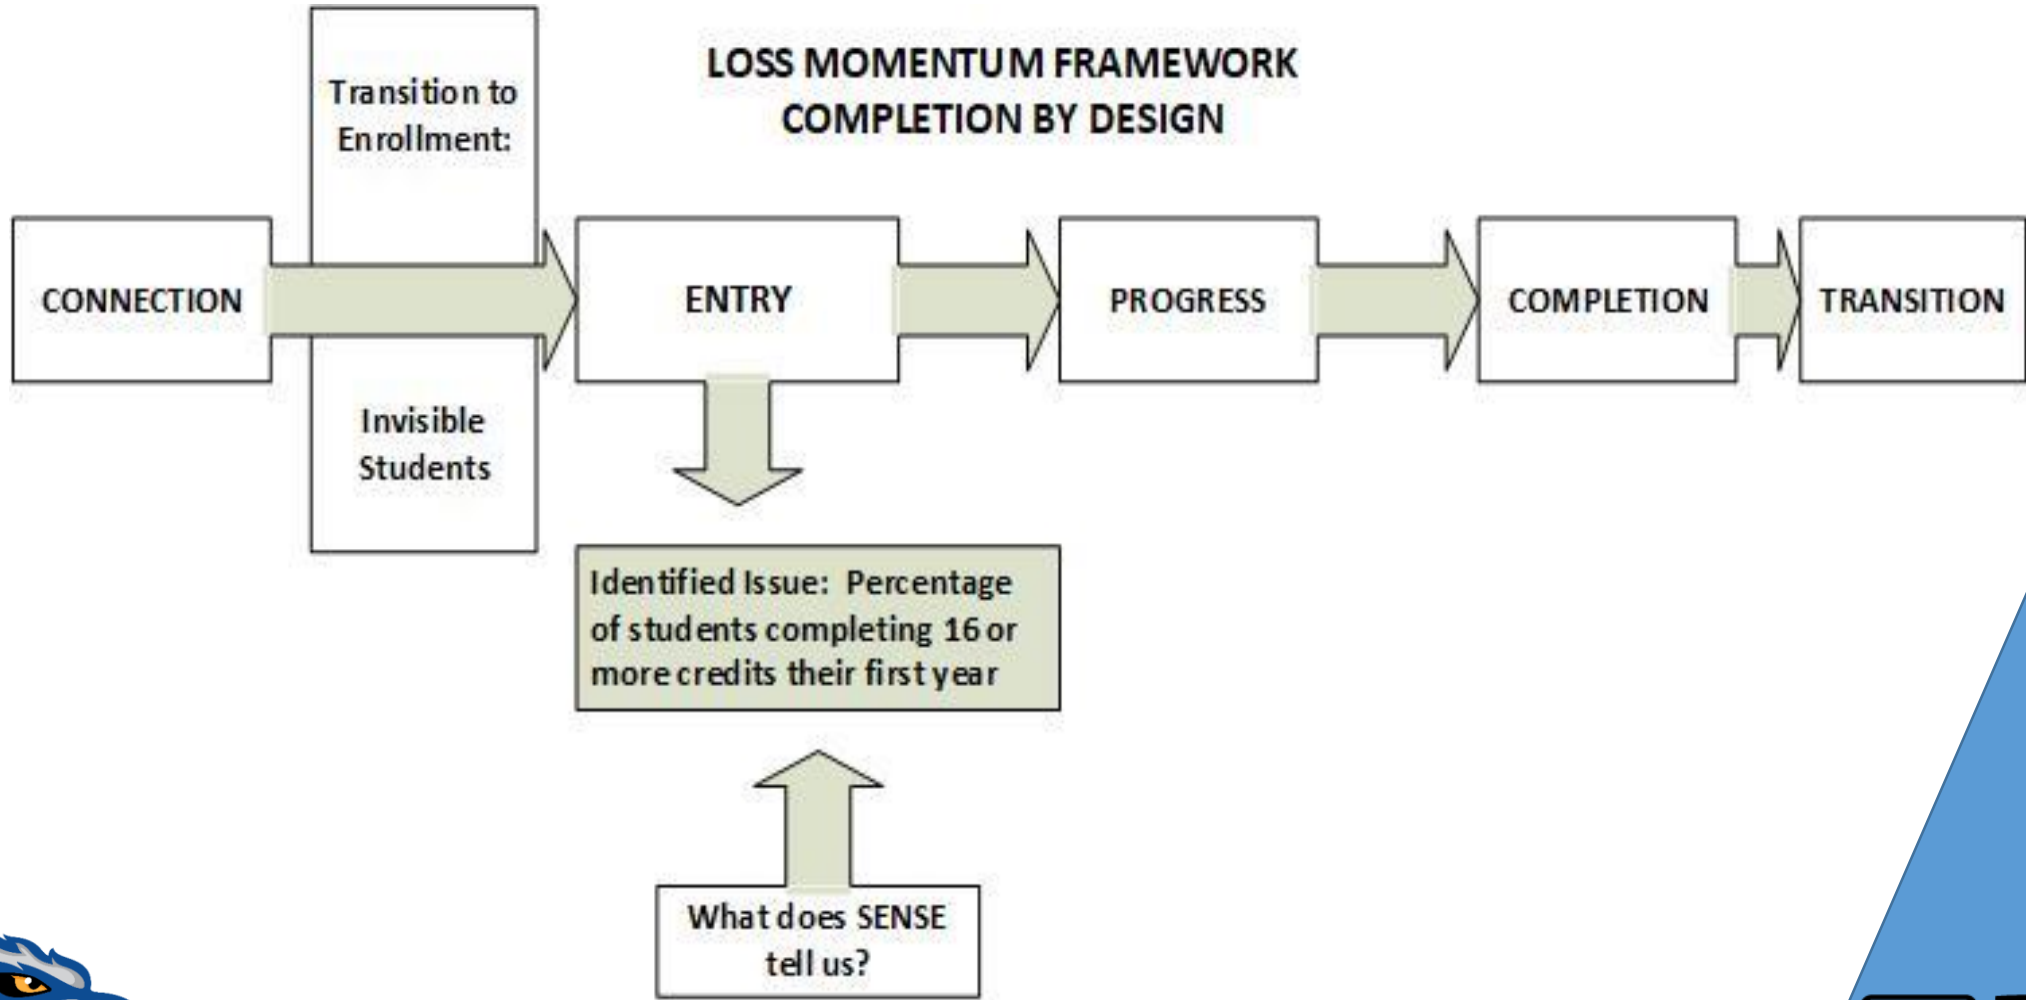 LOSS MOMENTUM FRAMEWORK
COMPLETION BY DESIGN
Transition to
Enrollment:
CONNECTION
ENTRY
PROGRESS
COMPLETION
TRANSITION
Invisible
Students
Identified Issue: Percentage
of students completing 16 or
more credits their first year
What does SENSE
tell us?